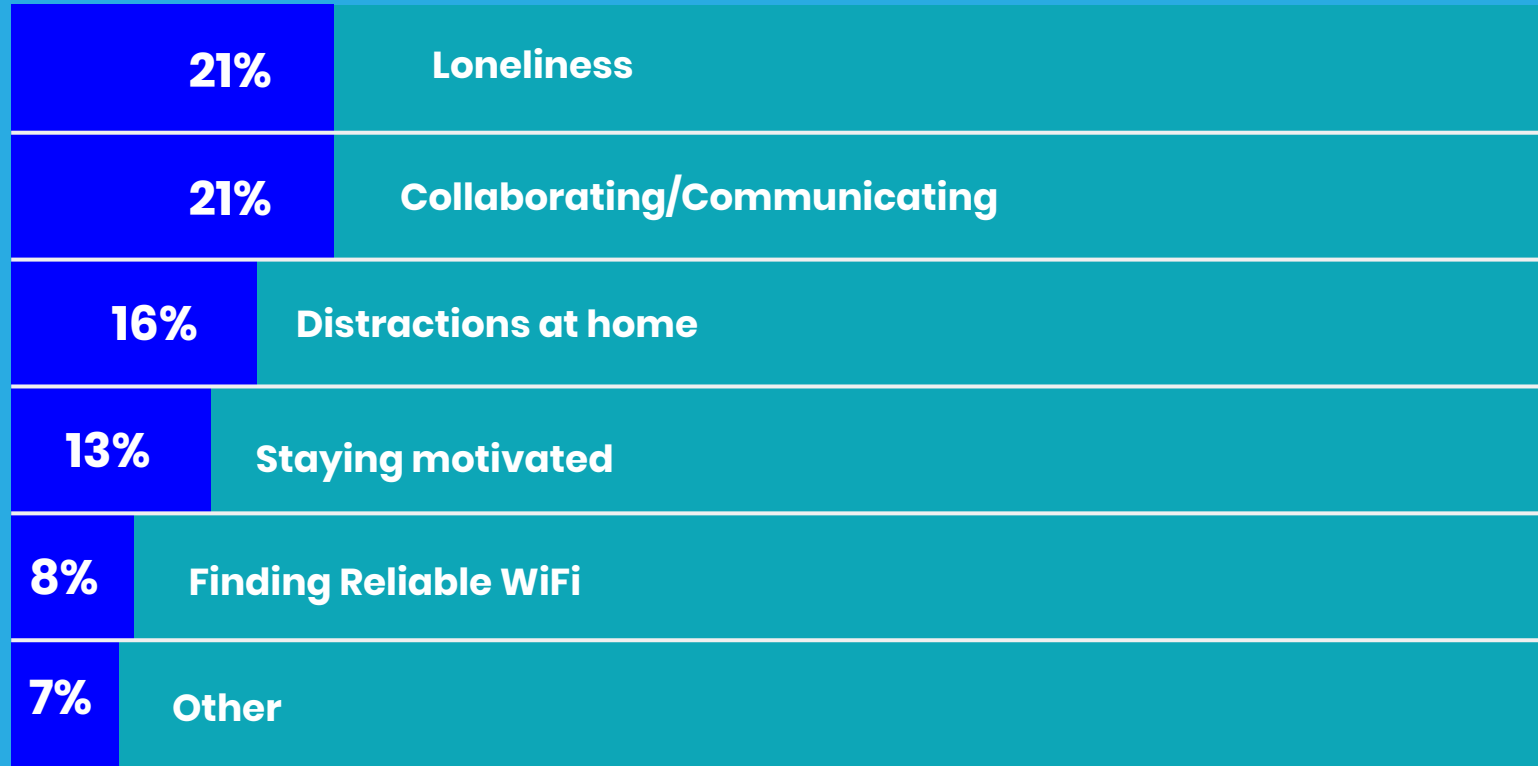 21% Loneliness
21% Collaborating/Communicating
16% Distractions at home
13% Staying motivated
8% Finding Reliable WiFi
7% Other